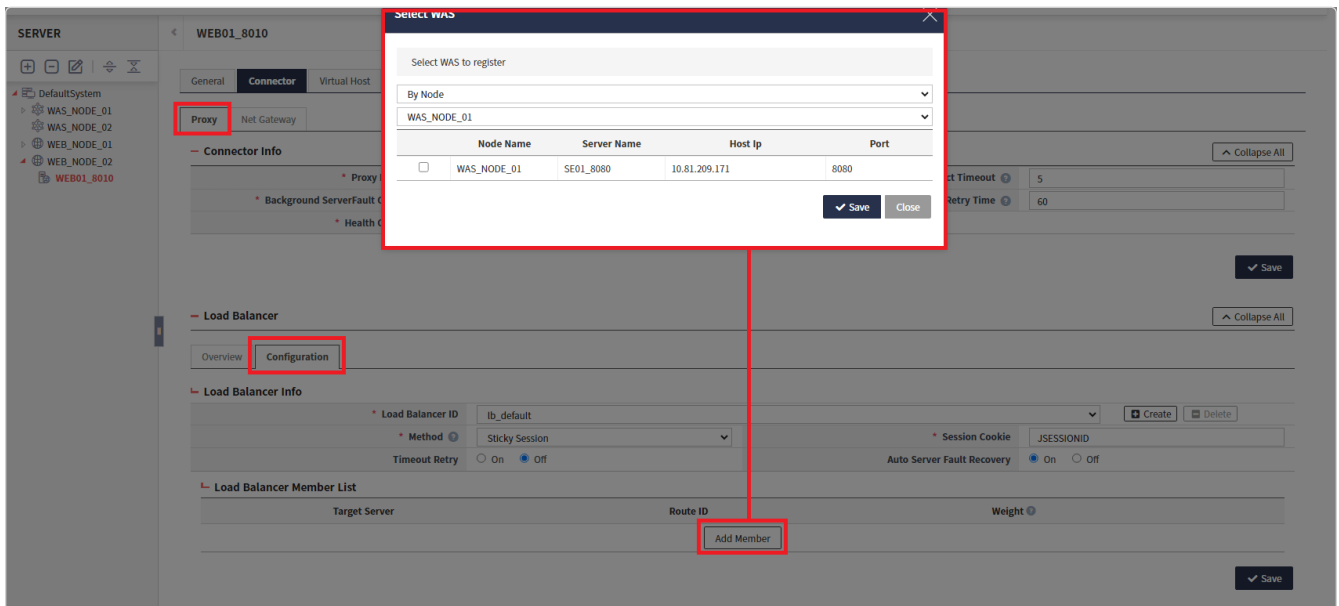 Select WAS
SERVER
WEB01_8010
Select WAS to register
General Connector Virtual Host
By Node
DefaultSystem
WAS_NODE_01
WAS_NODE_01
Proxy Net Gateway
WAS_NODE_02
WEB_NODE_01
Node Name Server Name Host Ip Port
Connector Info
Collapse All
WEB_NODE_02
WAS_NODE_01 SE01_8080 10.81.209.171 8080
WEB01_8010
* Proxy
Timeout 5
* Background ServerFault
Retry Time 60
Save Close
* Health
Save
Load Balancer
Collapse All
Overview Configuration
Load Balancer Info
* Load Balancer ID lb_default
Create Delete
* Method Sticky Session
* Session Cookie JSESSIONID
Timeout Retry On Off
Auto Server Fault Recovery On Off
Load Balancer Member List
Target Server Route ID Weight
Add Member
Save